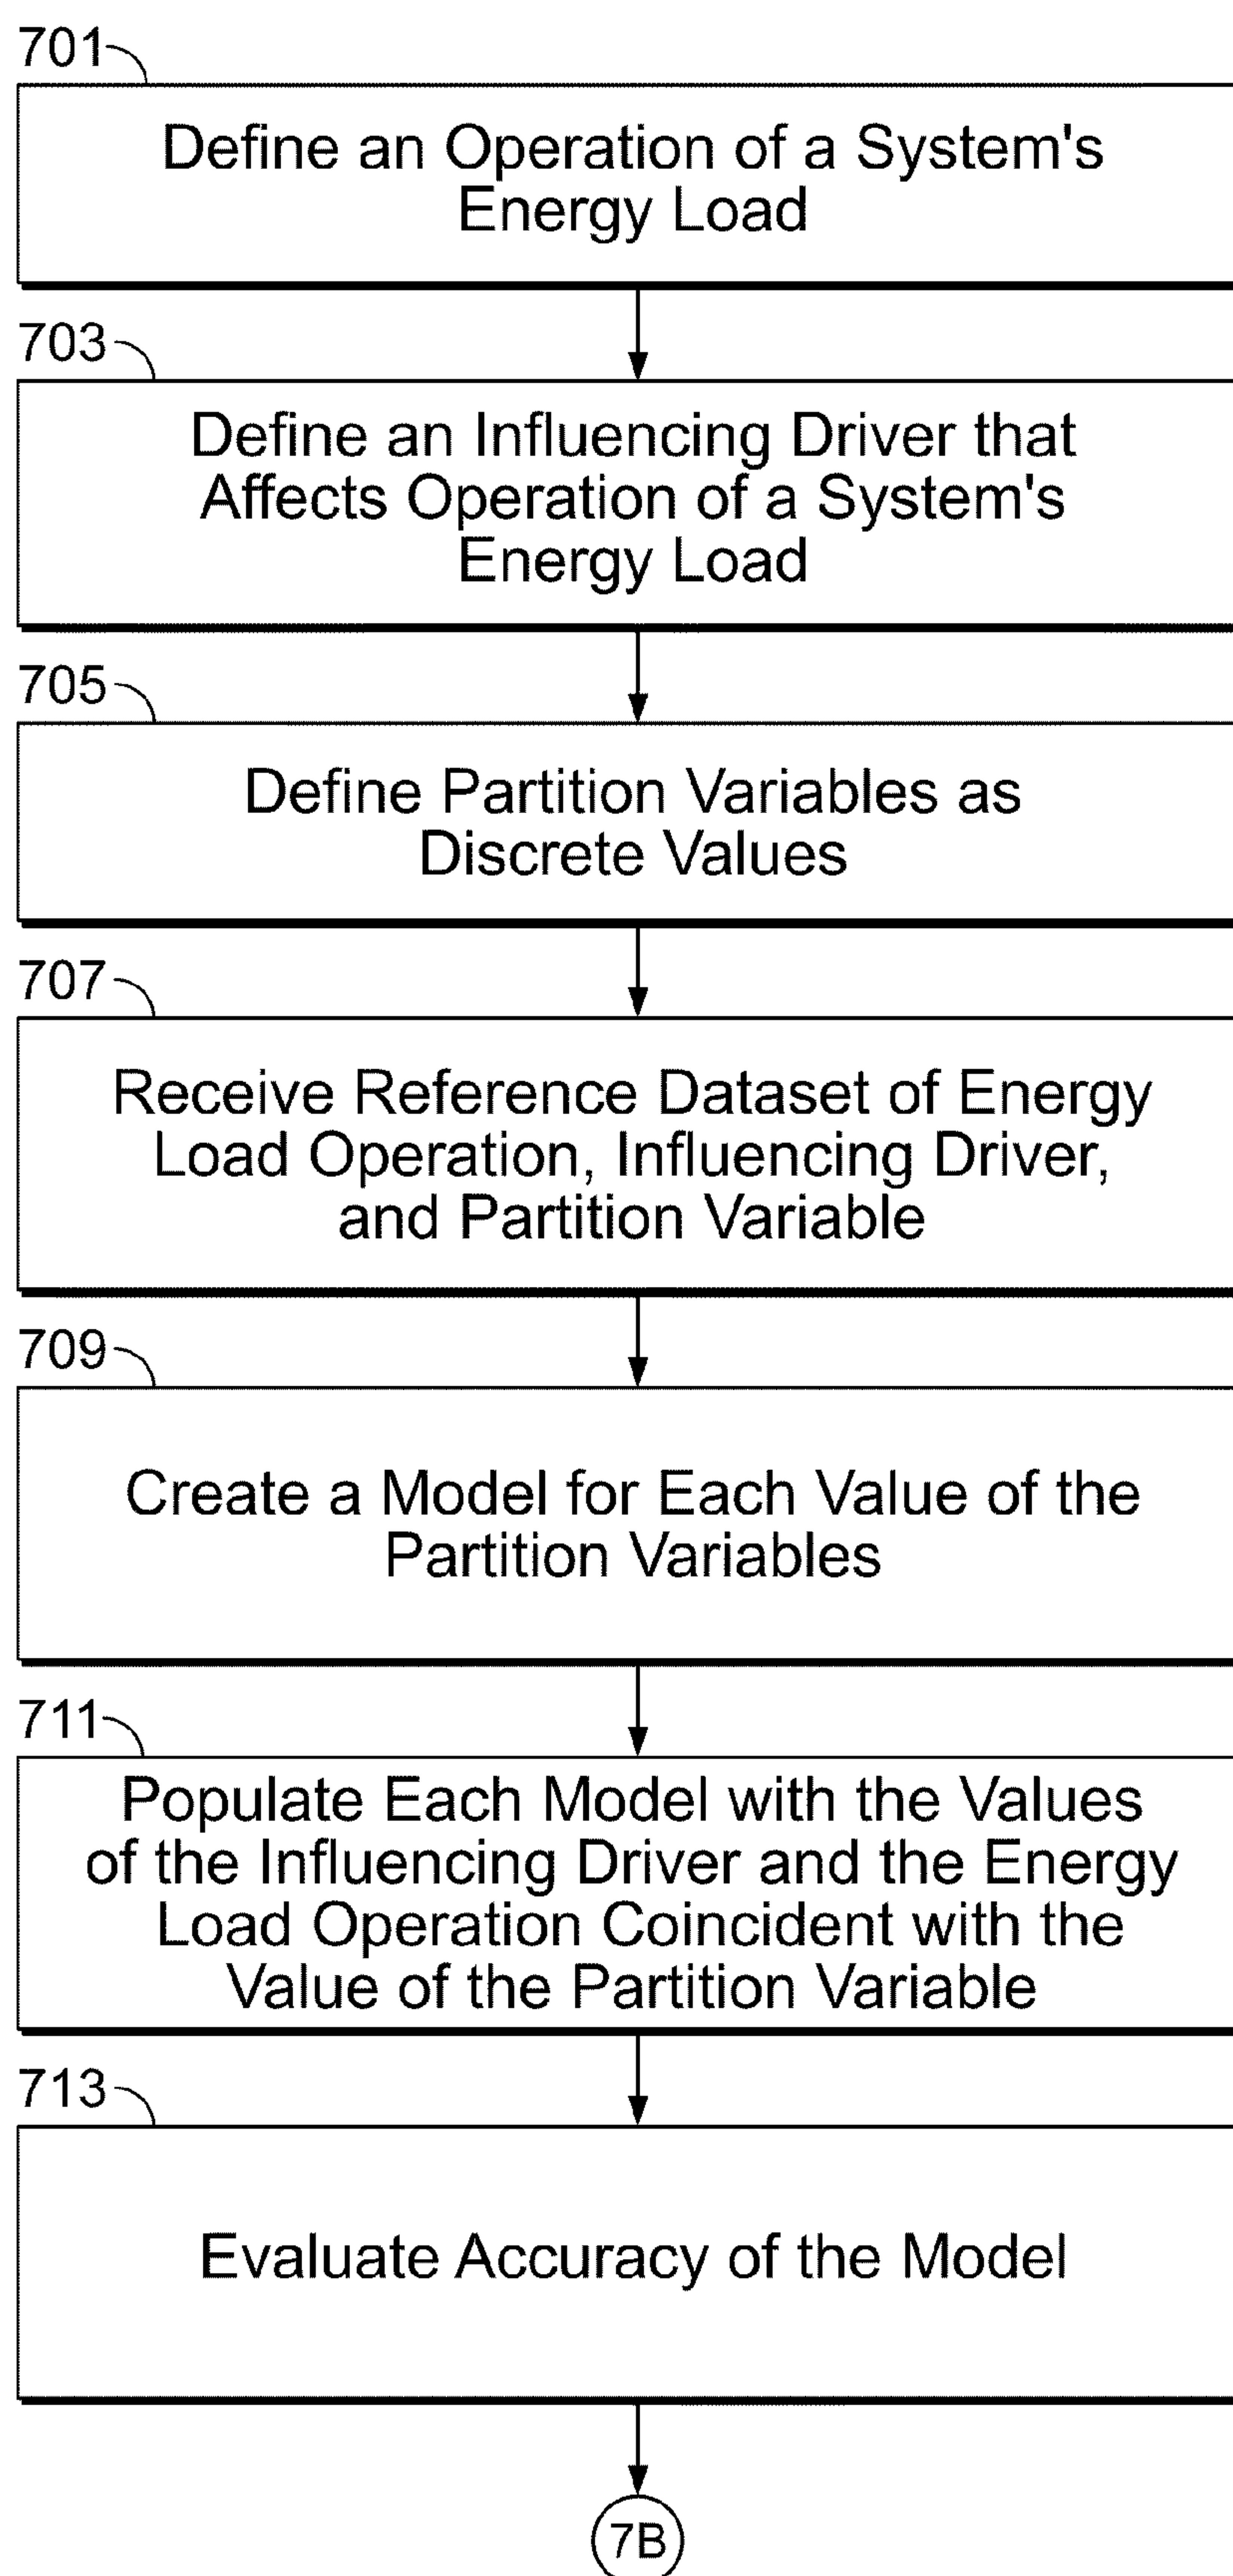 701
Define an Operation of a System's
Energy Load
703
Define an Influencing Driver that
Affects Operation of a System's
Energy Load
705
Define Partition Variables as
Discrete Values
707
Receive Reference Dataset of Energy
Load Operation, Influencing Driver,
and Partition Variable
709
Create a Model for Each Value of the
Partition Variables
711
Populate Each Model with the Values
of the Influencing Driver and the Energy
Load Operation Coincident with the
Value of the Partition Variable
713
Evaluate Accuracy of the Model
7B